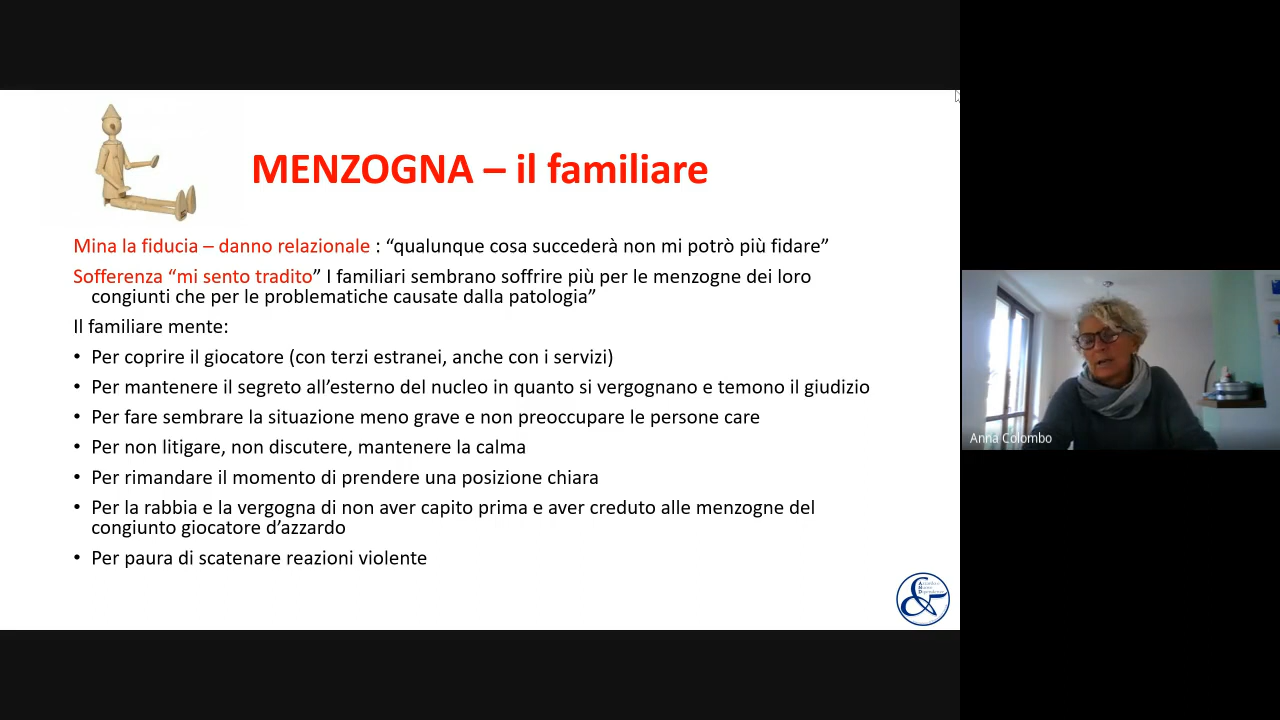 MENZOGNA – il familiare
Mina la fiducia – danno relazionale : “qualunque cosa succederà non mi potrò più fidare”
Sofferenza “mi sento tradito” I familiari sembrano soffrire più per le menzogne dei loro
congiunti che per le problematiche causate dalla patologia”
Il familiare mente:
• Per coprire il giocatore (con terzi estranei, anche con i servizi)
• Per mantenere il segreto all’esterno del nucleo in quanto si vergognano e temono il giudizio
• Per fare sembrare la situazione meno grave e non preoccupare le persone care
• Per non litigare, non discutere, mantenere la calma
• Per rimandare il momento di prendere una posizione chiara
• Per la rabbia e la vergogna di non aver capito prima e aver creduto alle menzogne del
congiunto giocatore d’azzardo
• Per paura di scatenare reazioni violente
Anna Colombo